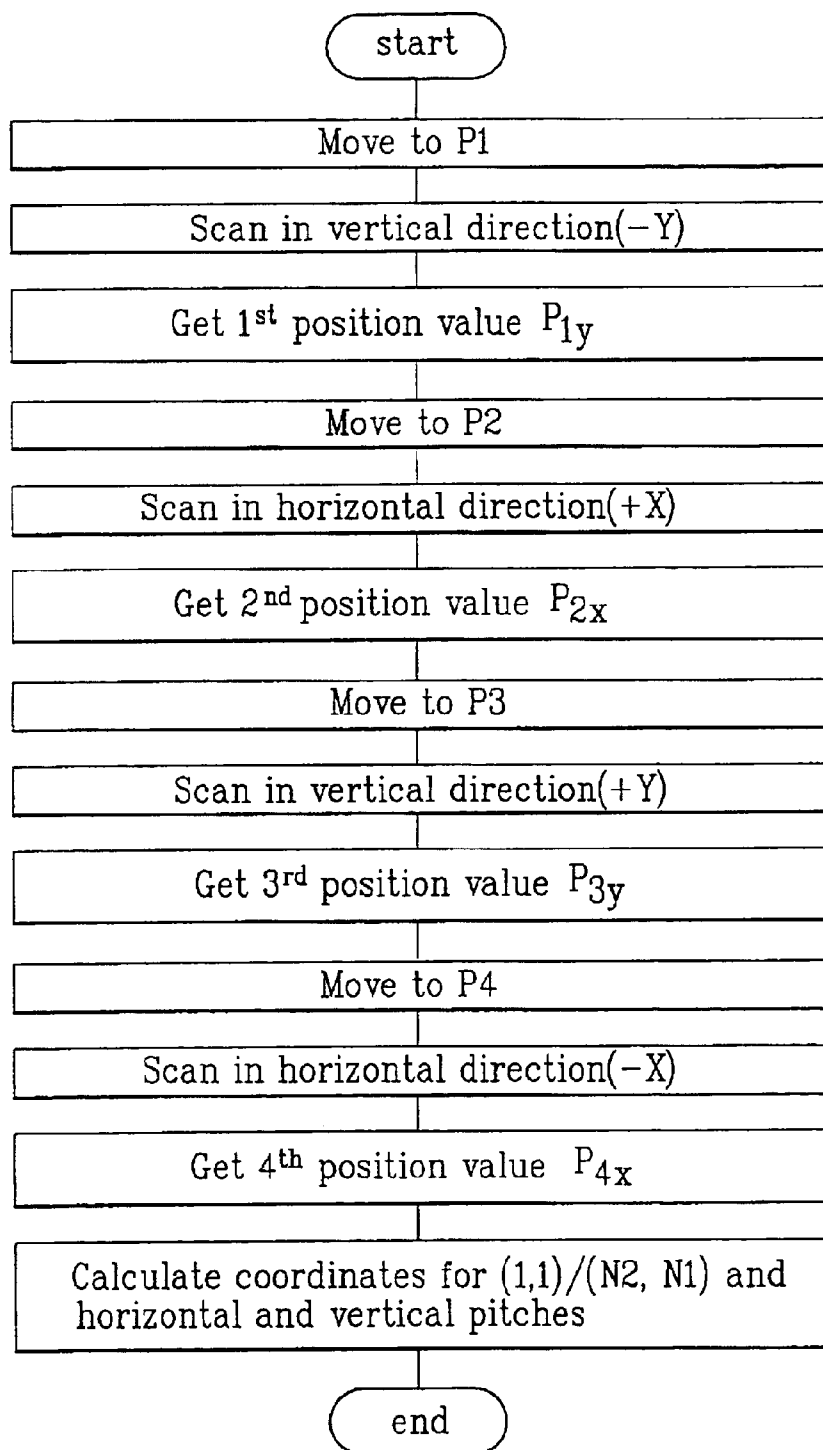 start
Move to P1
Scan in vertical direction(−Y)
Get 1st position value P1y
Move to P2
Scan in horizontal direction(+X)
Get 2nd position value P2x
Move to P3
Scan in vertical direction(+Y)
Get 3rd position value P3y
Move to P4
Scan in horizontal direction(−X)
Get 4th position value P4x
Calculate coordinates for (1,1)/(N2, N1) and
horizontal and vertical pitches
end